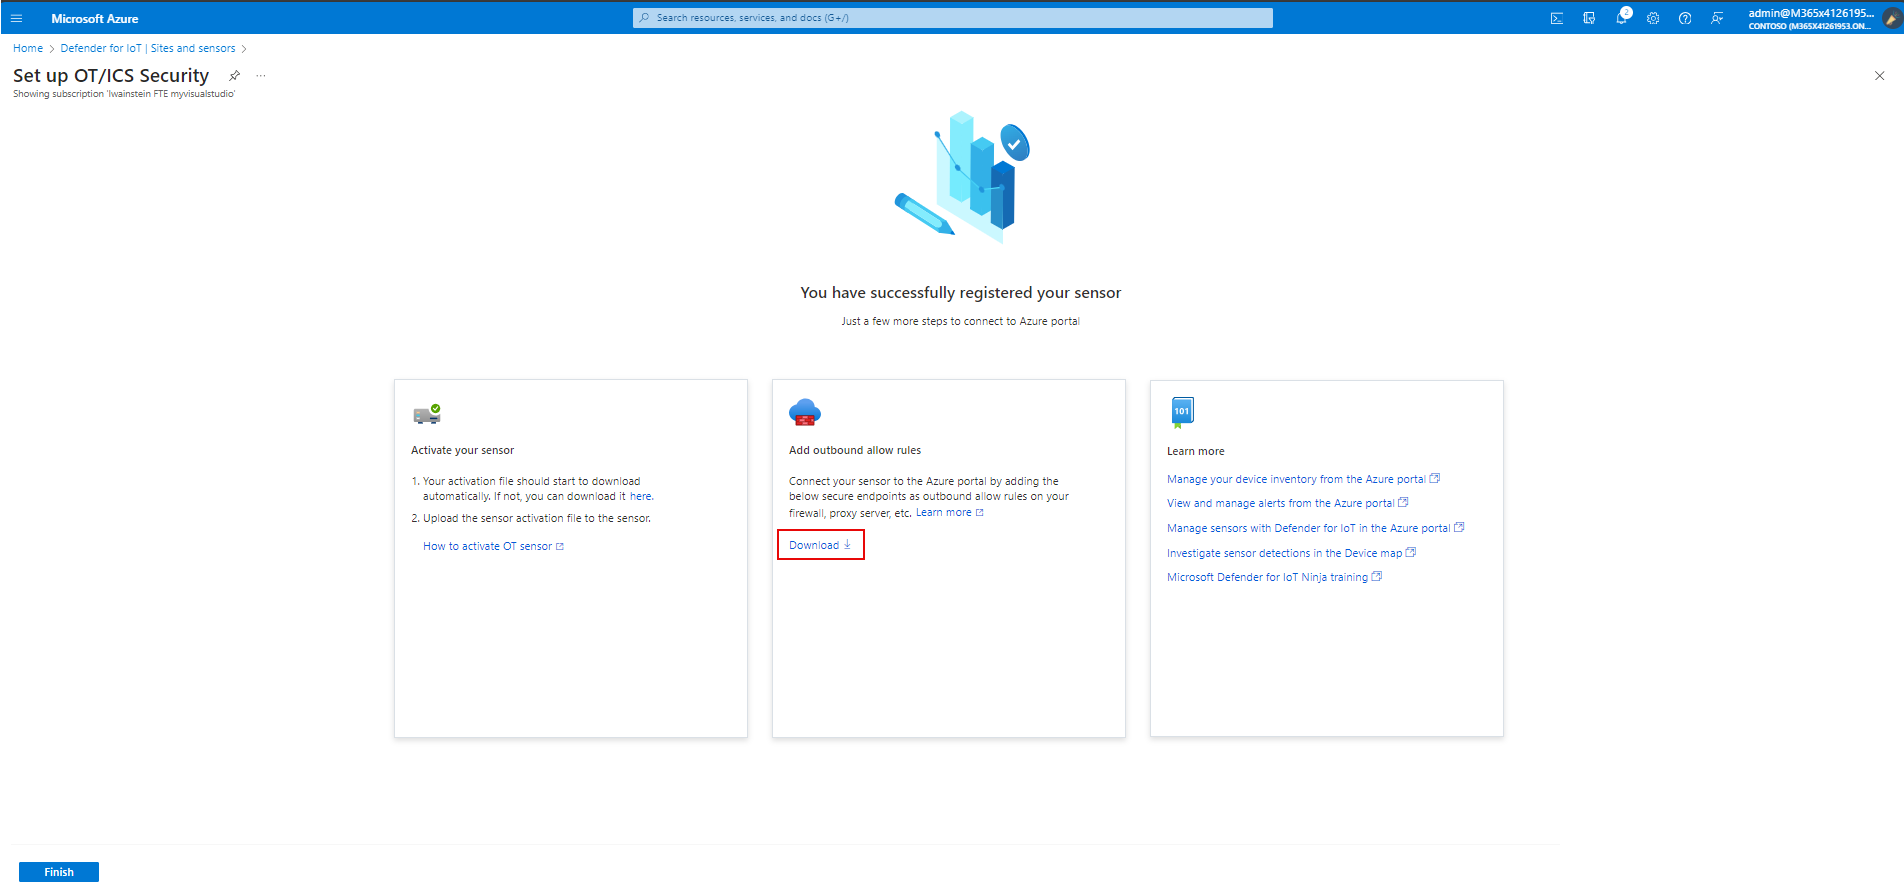 Microsoft Azure
Search resources, services, and docs (G+/)
2
admin@M365x4126195...
CONTOSO (M365X41261953.ON...
Home > Defender for IoT | Sites and sensors >
Set up OT/ICS Security
...
Showing subscription 'lwainstein FTE myvisualstudio'
You have successfully registered your sensor
Just a few more steps to connect to Azure portal
Activate your sensor
1. Your activation file should start to download
automatically. If not, you can download it here.
2. Upload the sensor activation file to the sensor.
How to activate OT sensor
Add outbound allow rules
Connect your sensor to the Azure portal by adding the
below secure endpoints as outbound allow rules on your
firewall, proxy server, etc. Learn more
Download
101
Learn more
Manage your device inventory from the Azure portal
View and manage alerts from the Azure portal
Manage sensors with Defender for IoT in the Azure portal
Investigate sensor detections in the Device map
Microsoft Defender for IoT Ninja training
Finish